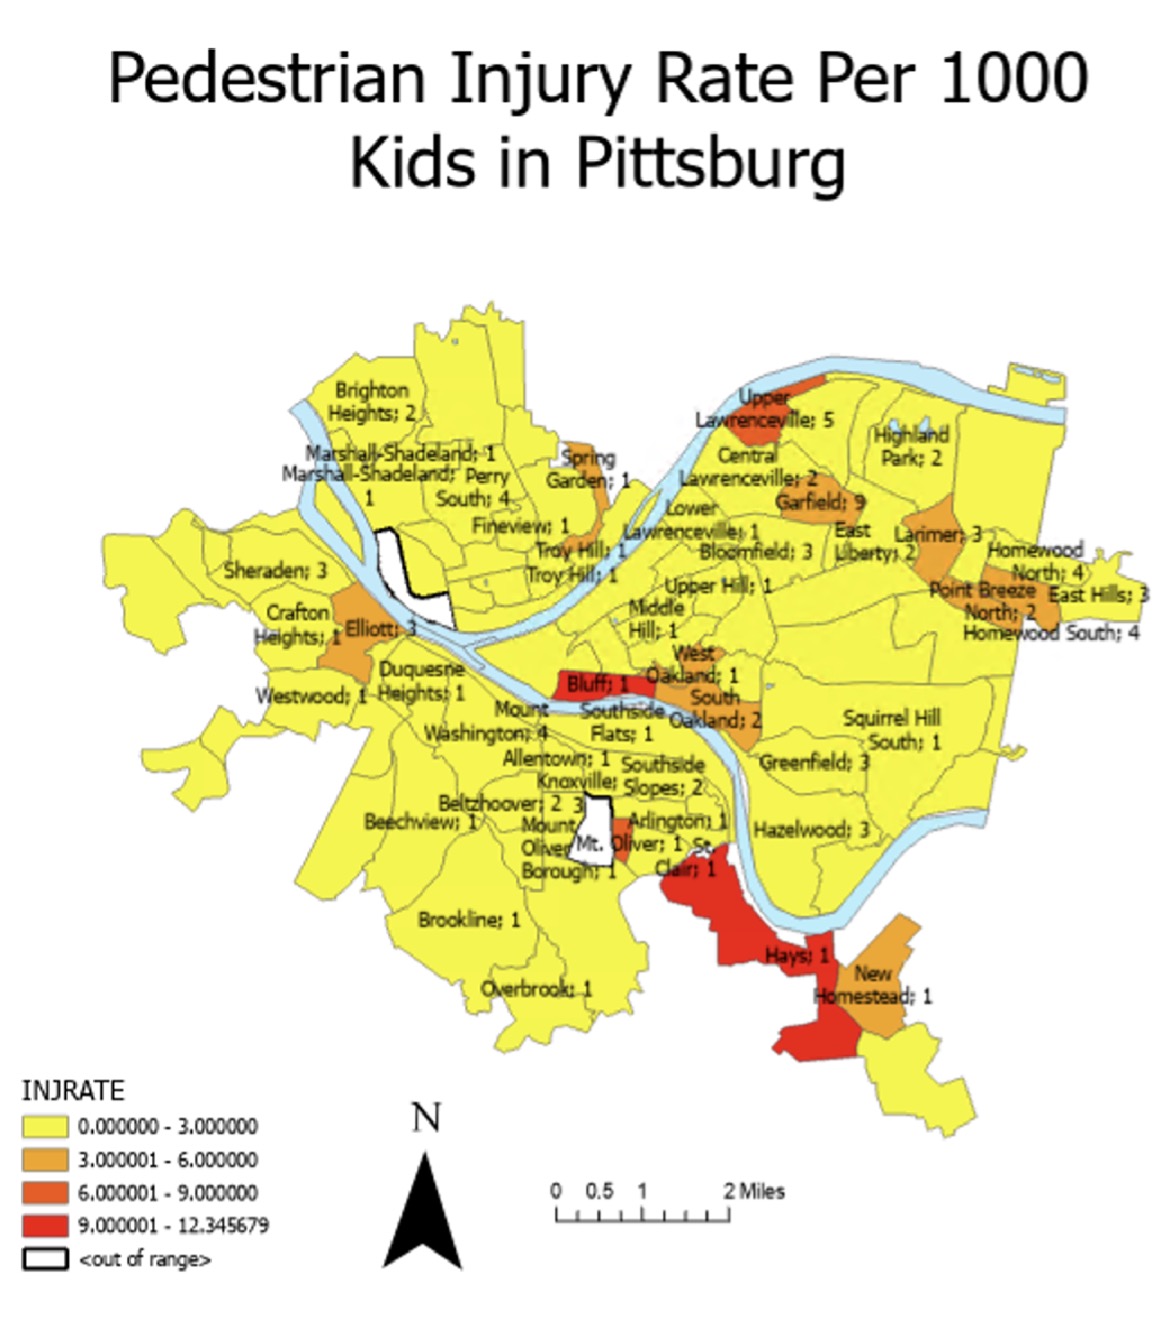 Pedestrian Injury Rate Per 1000
Kids in Pittsburg
Brighton
Heights; 2
Marshall-Shadeland; 1
Marshall-Shadeland;
1
Perry
South; 4
Spring
Garden; 1
Fineview; 1
Troy Hill; 1
Troy Hill; 1
Upper
Lawrenceville; 5
Central
Lawrenceville; 2
Lower
Lawrenceville; 1
Highland
Park; 2
Garfield; 9
East
Liberty; 2
Larimer; 3
Bloomfield; 3
Homewood
North; 4
Point Breeze
North; 2
East Hills; 3
Homewood South; 4
Upper Hill; 1
Middle
Hill; 1
Sheraden; 3
Crafton
Heights; 1
Elliott; 3
Westwood; 1
Duquesne
Heights; 1
West
Oakland; 1
Bluff; 1
South
Oakland; 2
Mount
Washington; 4
Southside
Flats; 1
Squirrel Hill
South; 1
Greenfield; 3
Allentown; 1
Knoxville;
3
Southside
Slopes; 2
Beltzhoover; 2
Beechview; 1
Mount
Oliver
Borough; 1
Mt. Oliver; 1
Arlington; 1
St.
Clair; 1
Hazelwood; 3
Brookline; 1
Overbrook; 1
Hays; 1
New
Homestead; 1
INJRATE
0.000000 - 3.000000
3.000001 - 6.000000
6.000001 - 9.000000
9.000001 - 12.345679
<out of range>
N
0 0.5 1 2 Miles